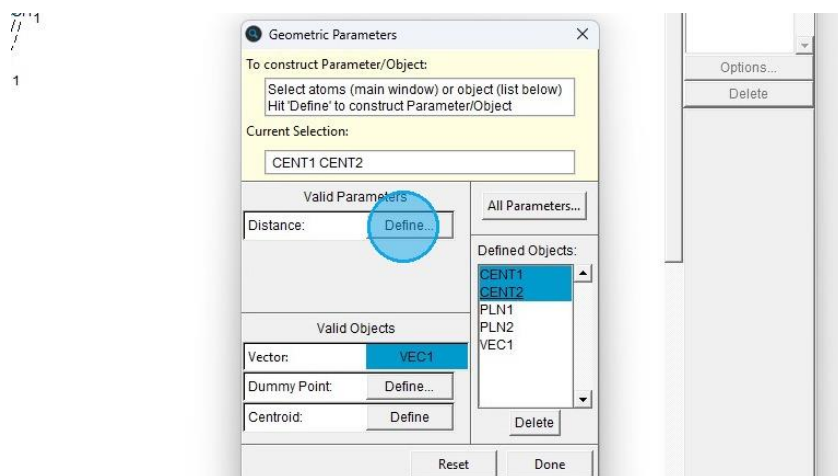 1
1
Geometric Parameters
To construct Parameter/Object:
Select atoms (main window) or object (list below)
Hit 'Define' to construct Parameter/Object
Current Selection:
CENT1 CENT2
Valid Parameters
All Parameters...
Distance:
Define...
Defined Objects:
CENT1
CENT2
PLN1
PLN2
VEC1
Valid Objects
Vector:
VEC1
Dummy Point:
Define...
Centroid:
Define
Delete
Reset
Done
Options...
Delete